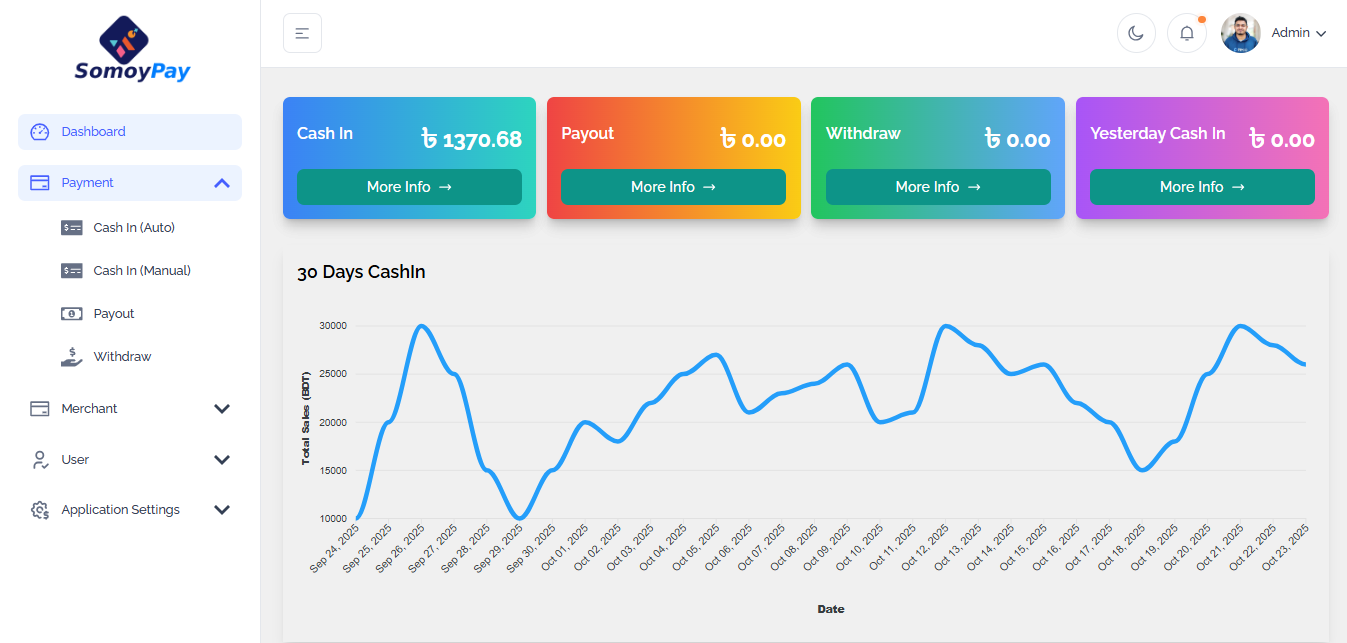 SomoyPay
Admin
Dashboard
Payment
Cash In (Auto)
Cash In (Manual)
Payout
Withdraw
Merchant
User
Application Settings
Cash In ৳ 1370.68
More Info →
Payout ৳ 0.00
More Info →
Withdraw ৳ 0.00
More Info →
Yesterday Cash In ৳ 0.00
More Info →
30 Days CashIn
Total Sales (BDT)
30000
25000
20000
15000
10000
Sep 24, 2025
Sep 25, 2025
Sep 26, 2025
Sep 27, 2025
Sep 28, 2025
Sep 29, 2025
Sep 30, 2025
Oct 01, 2025
Oct 02, 2025
Oct 03, 2025
Oct 04, 2025
Oct 05, 2025
Oct 06, 2025
Oct 07, 2025
Oct 08, 2025
Oct 09, 2025
Oct 10, 2025
Oct 11, 2025
Oct 12, 2025
Oct 13, 2025
Oct 14, 2025
Oct 15, 2025
Oct 16, 2025
Oct 17, 2025
Oct 18, 2025
Oct 19, 2025
Oct 20, 2025
Oct 21, 2025
Oct 22, 2025
Oct 23, 2025
Date